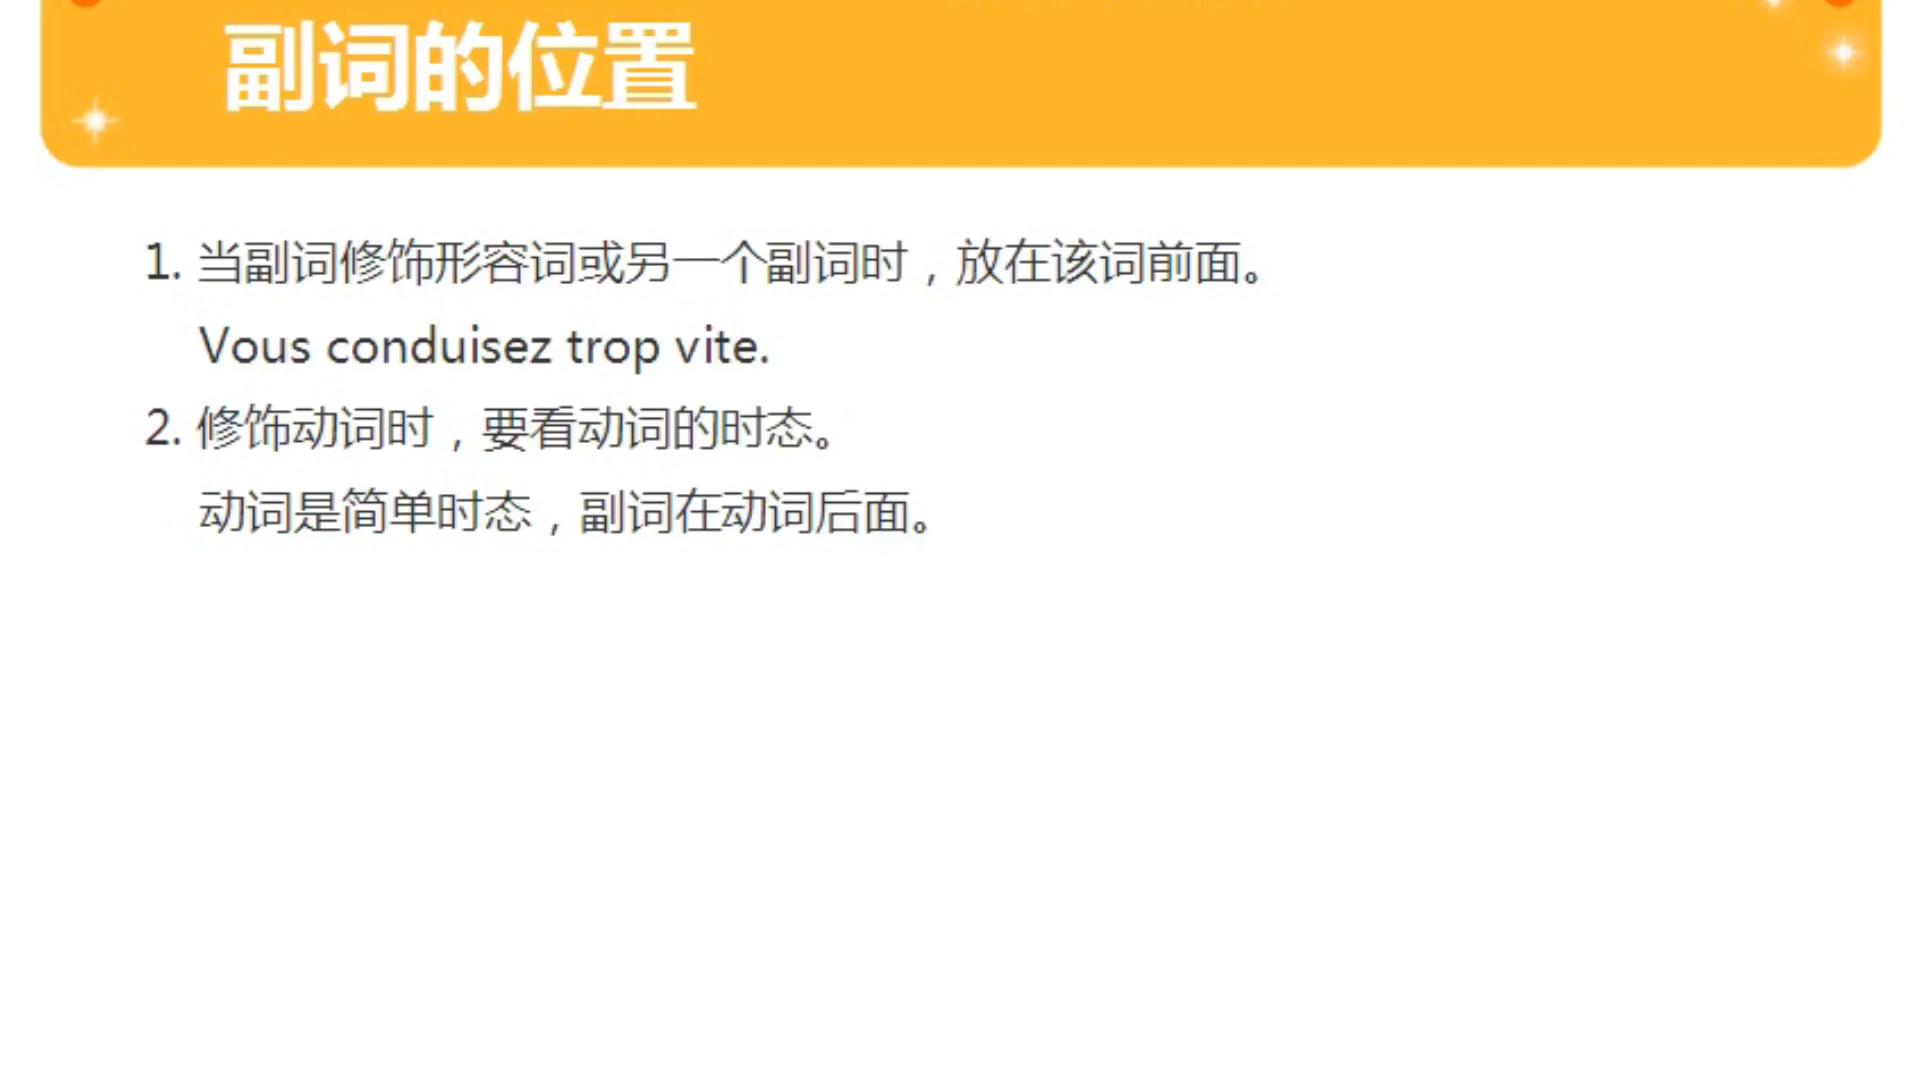 副词的位置
1. 当副词修饰形容词或另一个副词时，放在该词前面。
Vous conduisez trop vite.
2. 修饰动词时，要看动词的时态。
动词是简单时态，副词在动词后面。